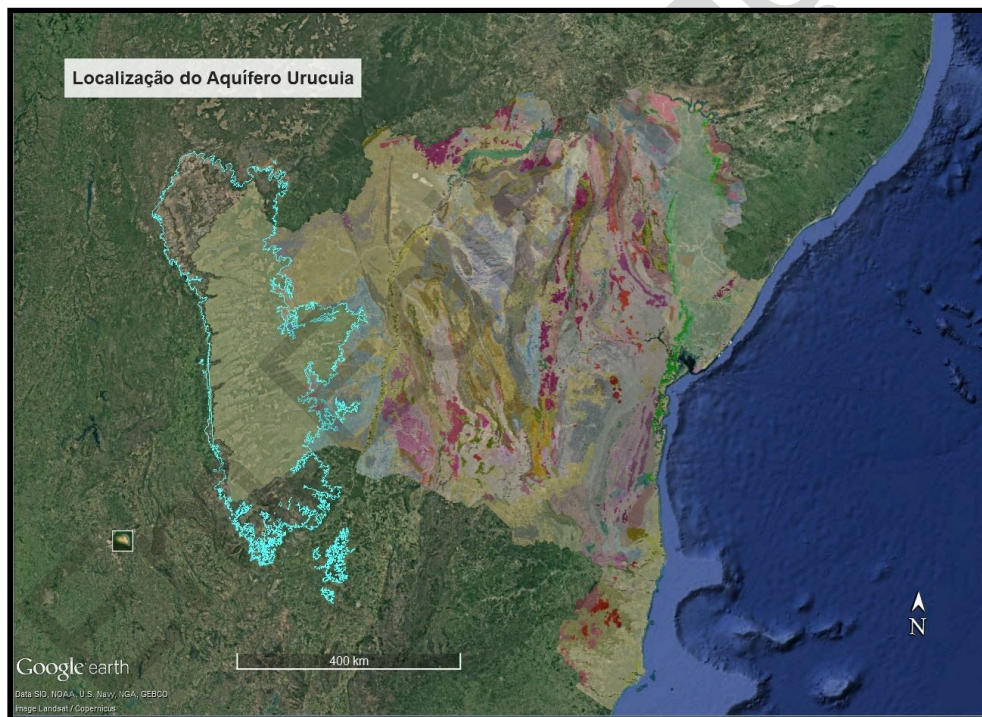 Localização do Aquífero Urucuia
N
400 km
Google earth
Data SIO, NOAA, U.S. Navy, NGA, GEBCO
Image Landsat / Copernicus